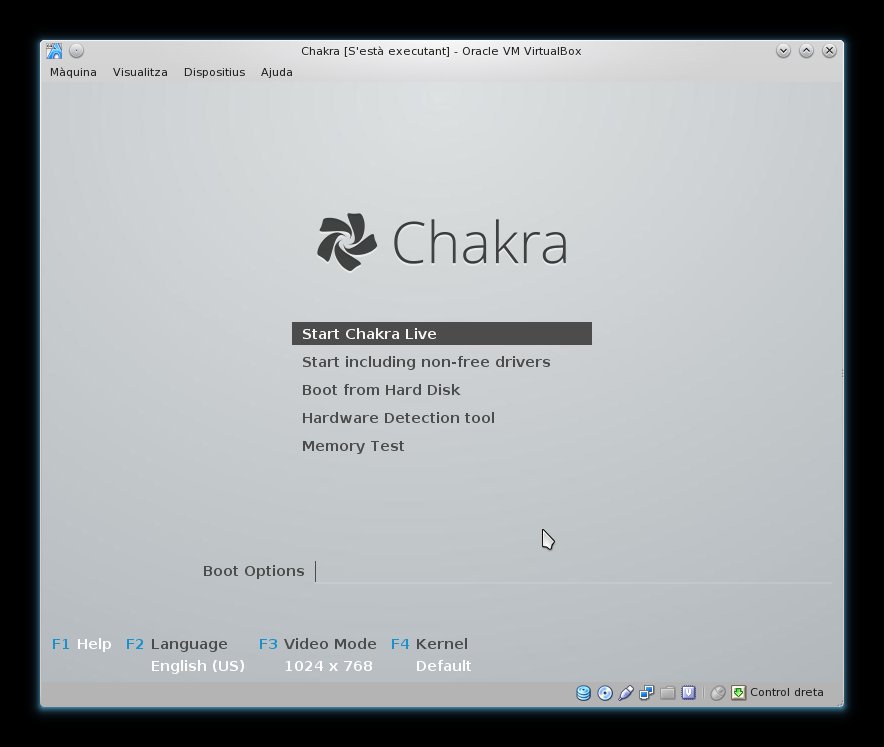 Chakra [S'està executant] - Oracle VM VirtualBox
Màquina Visualitza Dispositius Ajuda
Chakra
Start Chakra Live
Start including non-free drivers
Boot from Hard Disk
Hardware Detection tool
Memory Test
Boot Options
F1 Help F2 Language F3 Video Mode F4 Kernel
English (US) 1024 x 768 Default
Control dreta